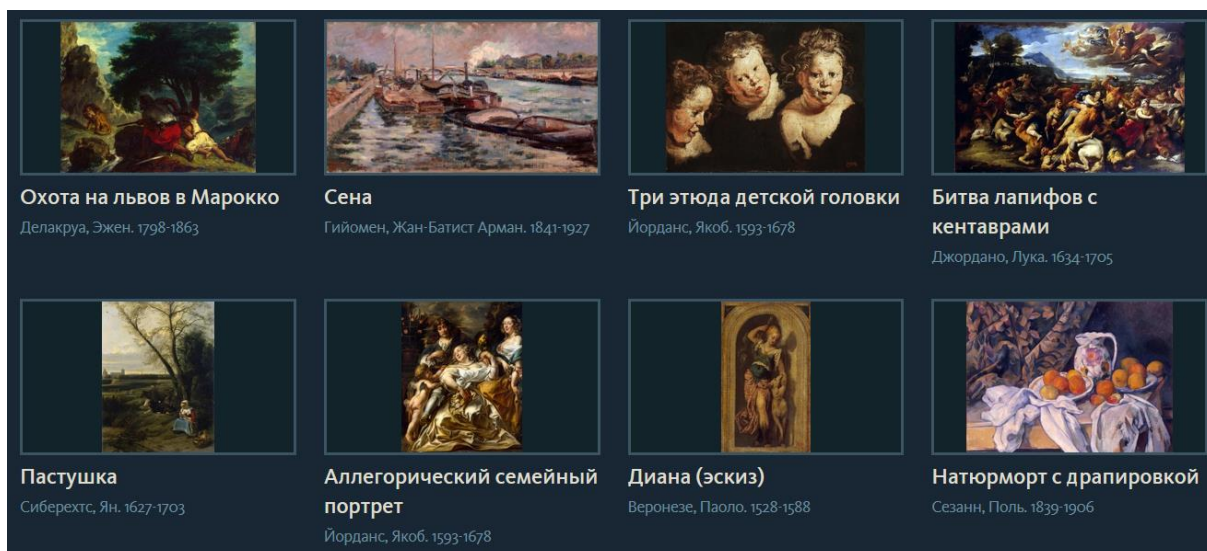 Охота на львов в Марокко
Делакруа, Эжен. 1798-1863
Сена
Гийомен, Жан-Батист Арман. 1841-1927
Три этюда детской головки
Йорданс, Якоб. 1593-1678
Битва лапифов с
кентаврами
Джордано, Лука. 1634-1705
Пастушка
Сиберехтс, Ян. 1627-1703
Аллегорический семейный
портрет
Йорданс, Якоб. 1593-1678
Диана (эскиз)
Веронезе, Паоло. 1528-1588
Натюрморт с драпировкой
Сезанн, Поль. 1839-1906